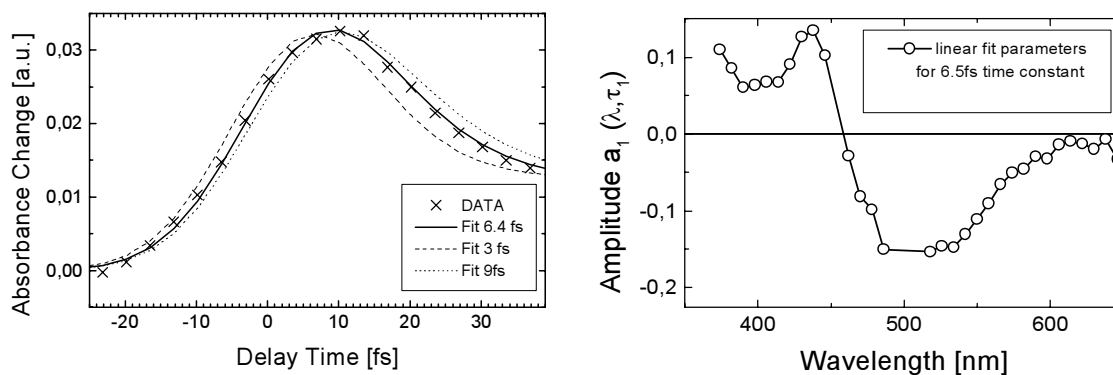 0,03
0,02
0,01
0,00
Absorbance Change [a.u.]
-20 -10 0 10 20 30
Delay Time [fs]
DATA
Fit 6.4 fs
Fit 3 fs
Fit 9fs
0,1
0,0
-0,1
-0,2
Amplitude a1 (λ,τ1)
400 500 600
Wavelength [nm]
linear fit parameters
for 6.5fs time constant